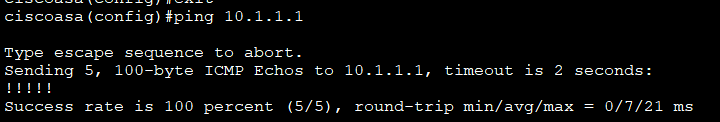 ciscoasa(config)#exit
ciscoasa(config)#ping 10.1.1.1
Type escape sequence to abort.
Sending 5, 100-byte ICMP Echos to 10.1.1.1, timeout is 2 seconds:
!!!!!
Success rate is 100 percent (5/5), round-trip min/avg/max = 0/7/21 ms